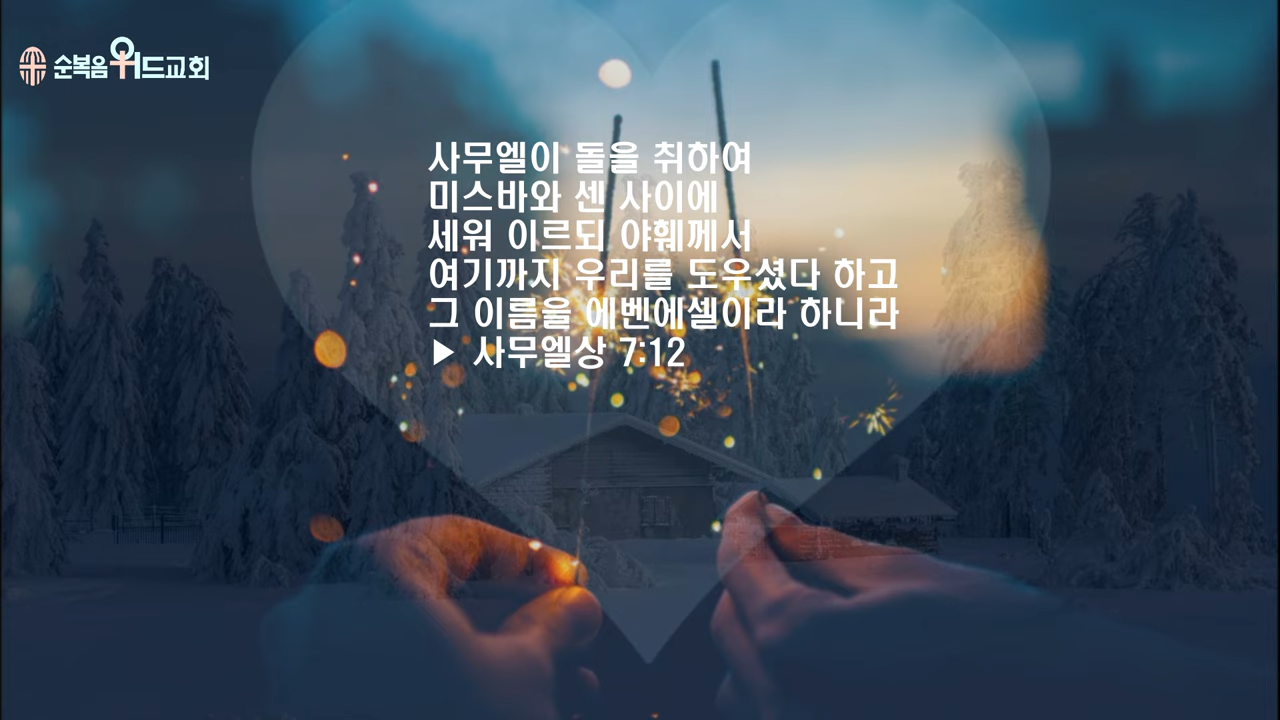 순복음위드교회
사무엘이 돌을 취하여
미스바와 센 사이에
세워 이르되 야훼께서
여기까지 우리를 도우셨다 하고
그 이름을 에벤에셀이라 하니라
▶ 사무엘상 7:12